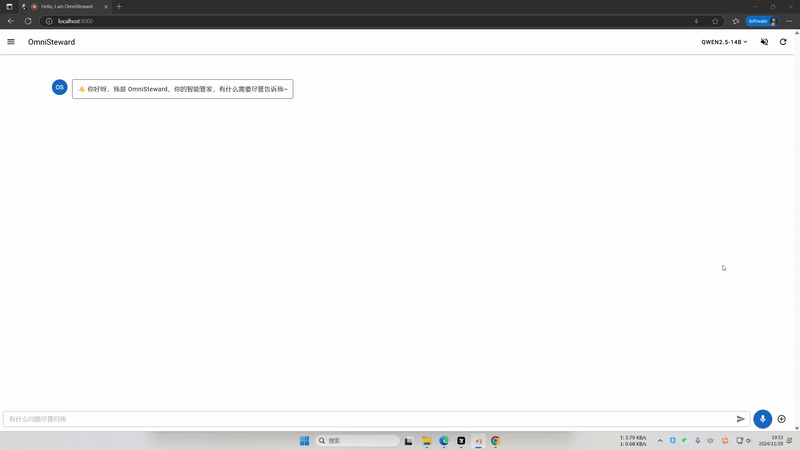 Hello, I am OmniSteward
localhost:8000
InPrivate
OmniSteward
QWEN2.5-14B
OS
你好呀，我是 OmniSteward，你的智能管家，有什么需要尽管告诉我~
有什么问题尽管问我
搜索
↑: 3.79 KB/s
↓: 0.68 KB/s
19:53
2024/11/28